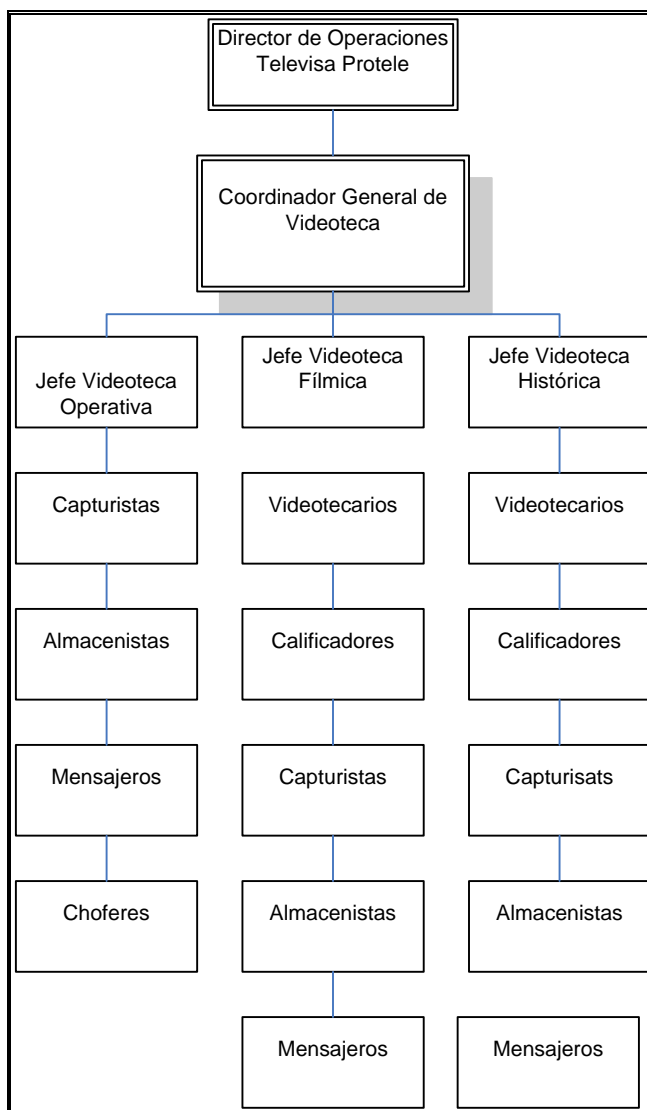 Director de Operaciones
Televisa Protele
Coordinador General de
Videoteca
Jefe Videoteca
Operativa
Jefe Videoteca
Fílmica
Jefe Videoteca
Histórica
Capturistas
Videotecarios
Videotecarios
Almacenistas
Calificadores
Calificadores
Mensajeros
Capturistas
Capturisats
Choferes
Almacenistas
Almacenistas
Mensajeros
Mensajeros